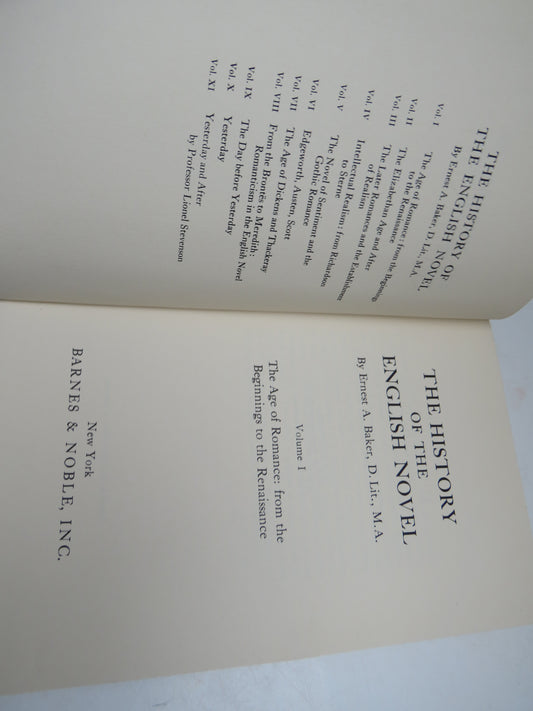 THE HISTORY OF
THE ENGLISH NOVEL
By Ernest A. Baker, D. Lit., M.A.
Vol. I The Age of Romance: from the Beginnings
to the Renaissance
Vol. II The Elizabethan Age and After
Vol. III The Later Romances and the Establishment
of Realism
Vol. IV Intellectual Realism: from Richardson
to Sterne
Vol. V The Novel of Sentiment and the
Gothic Romance
Vol. VI Edgeworth, Austen, Scott
Vol. VII The Age of Dickens and Thackeray
Vol. VIII From the Brontës to Meredith:
Romanticism in the English Novel
Vol. IX The Day before Yesterday
Vol. X Yesterday
Vol. XI Yesterday and After
by Professor Lionel Stevenson
THE HISTORY
OF THE
ENGLISH NOVEL
By Ernest A. Baker, D. Lit., M.A.
Volume I
The Age of Romance: from the
Beginnings to the Renaissance
New York
BARNES & NOBLE, INC.